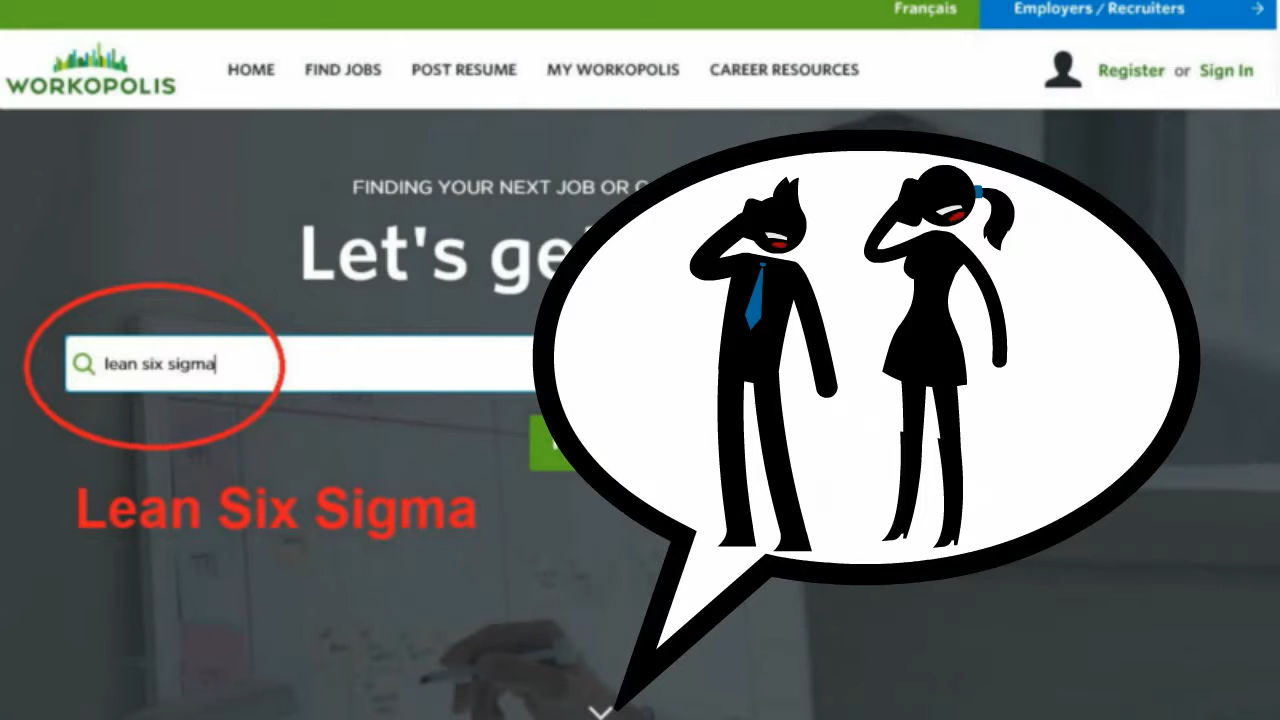 Français
Employers / Recruiters
WORKOPOLIS
HOME
FIND JOBS
POST RESUME
MY WORKOPOLIS
CAREER RESOURCES
Register or Sign In
FINDING YOUR NEXT JOB OR
Let's ge
lean six sigma
Lean Six Sigma